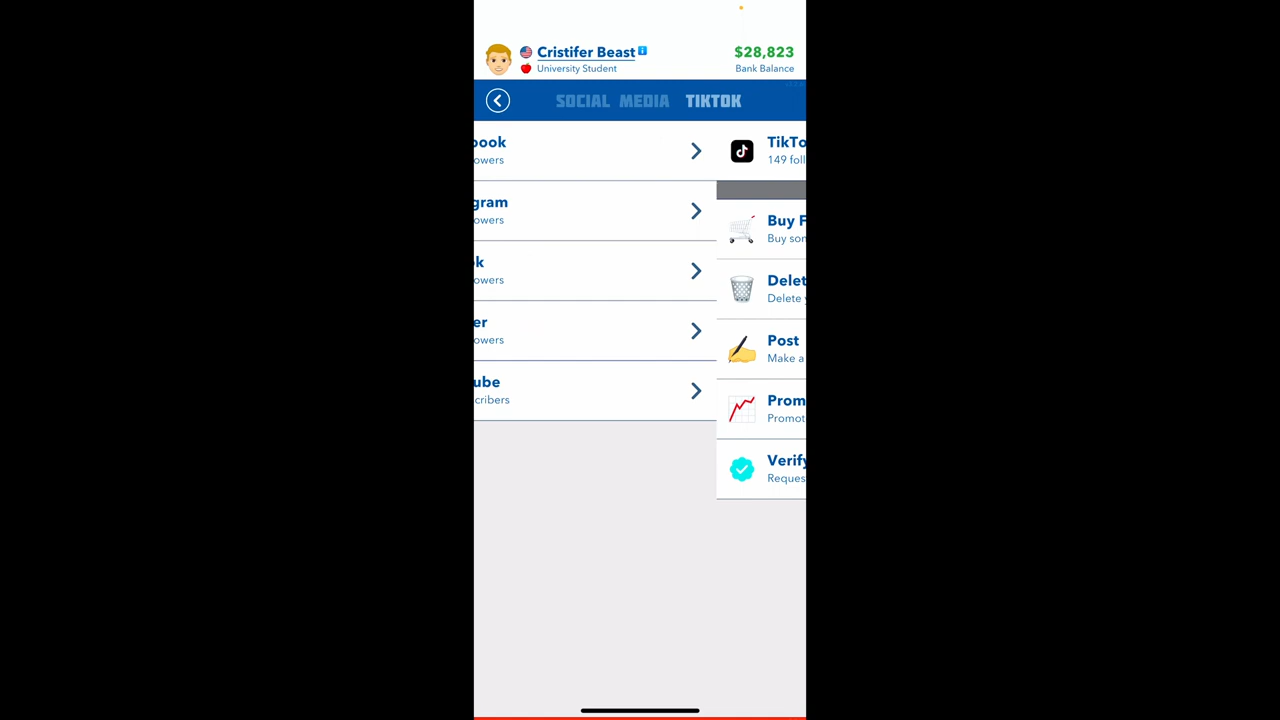 Cristifer Beast
$28,823
University Student
Bank Balance
SOCIAL MEDIA TIKTOK
book
owers
gram
owers
k
owers
er
owers
ube
cribers
TikTo
149 foll
Buy F
Buy som
Delet
Delete y
Post
Make a
Prom
Promot
Verify
Reques